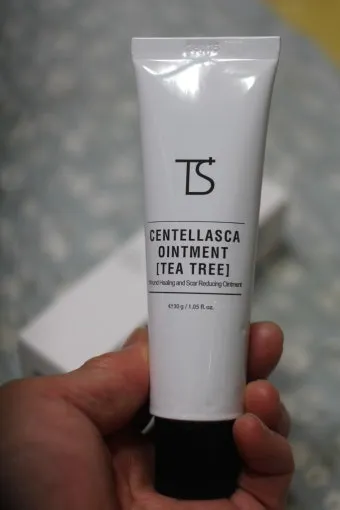 TS+
CENTELLASCA
OINTMENT
[TEA TREE]
Wound Healing and Scar Reducing Ointment
℮30 g / 1.05 fl. oz.